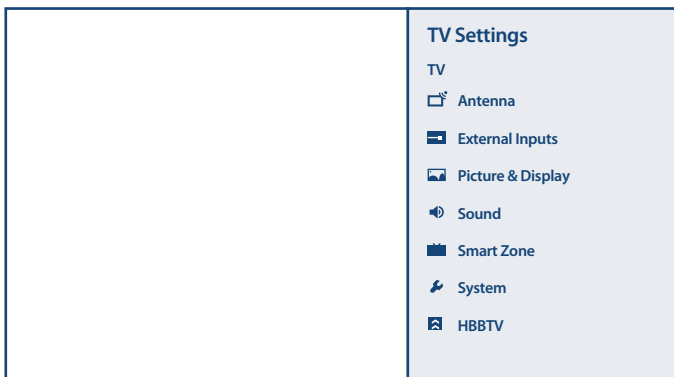 TV Settings
TV
Antenna
External Inputs
Picture & Display
Sound
Smart Zone
System
HBBTV